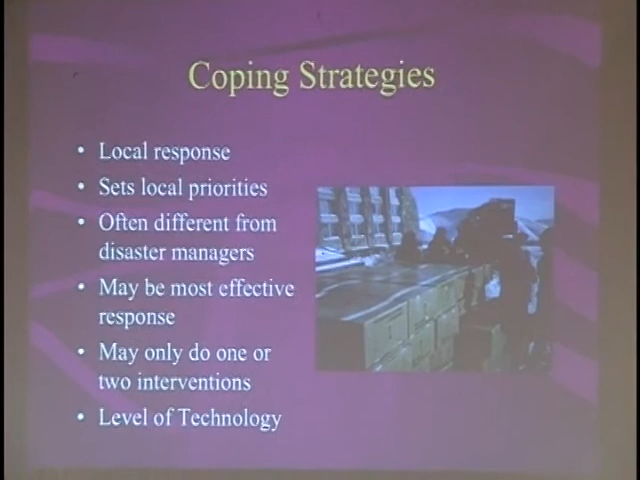 Coping Strategies
• Local response
• Sets local priorities
• Often different from
disaster managers
• May be most effective
response
• May only do one or
two interventions
• Level of Technology